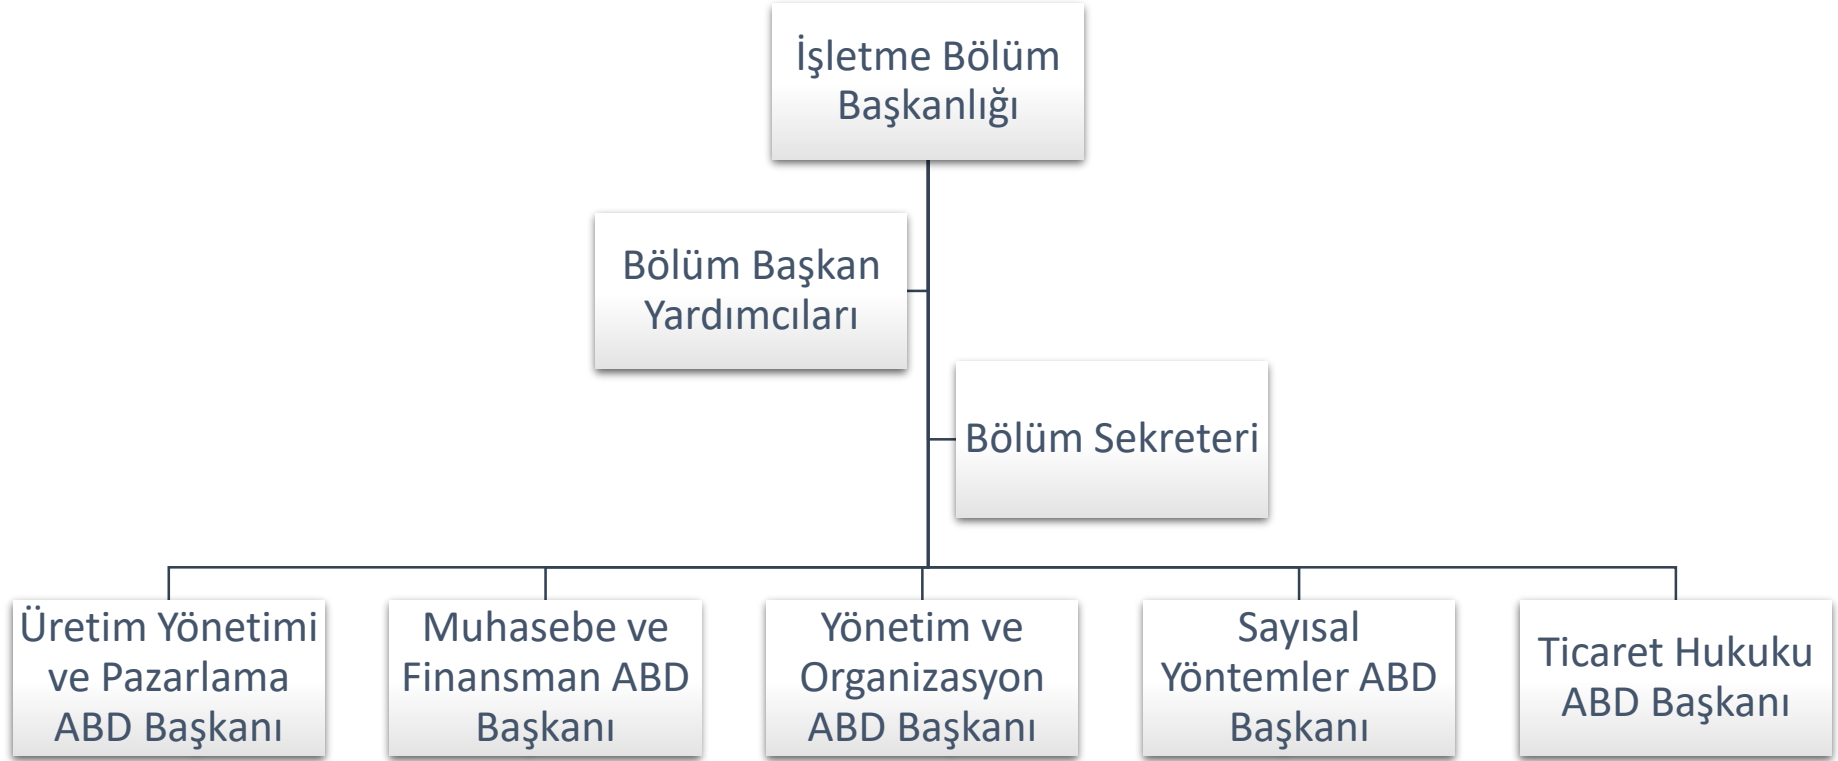 İşletme Bölüm
Başkanlığı
Bölüm Başkan
Yardımcıları
Bölüm Sekreteri
Üretim Yönetimi
ve Pazarlama
ABD Başkanı
Muhasebe ve
Finansman ABD
Başkanı
Yönetim ve
Organizasyon
ABD Başkanı
Sayısal
Yöntemler ABD
Başkanı
Ticaret Hukuku
ABD Başkanı